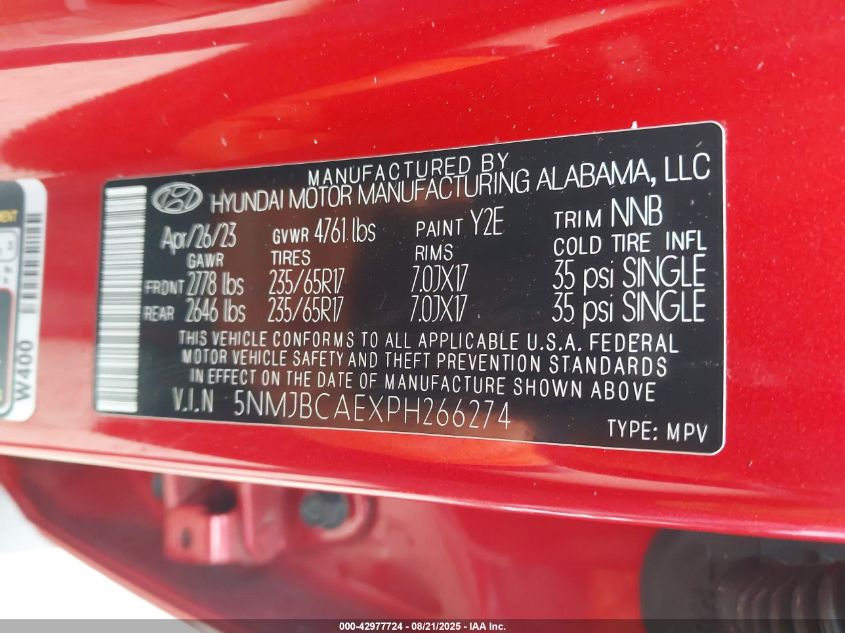 MANUFACTURED BY
HYUNDAI MOTOR MANUFACTURING ALABAMA, LLC
Apr/26/23 GVWR 4761 lbs PAINT Y2E TRIM NNB
GAWR TIRES RIMS COLD TIRE INFL
FRONT 2778 lbs 235/65R17 7.0JX17 35 psi SINGLE
REAR 2646 lbs 235/65R17 7.0JX17 35 psi SINGLE
THIS VEHICLE CONFORMS TO ALL APPLICABLE U.S.A. FEDERAL
MOTOR VEHICLE SAFETY AND THEFT PREVENTION STANDARDS
IN EFFECT ON THE DATE OF MANUFACTURE SHOWN ABOVE
V.I.N 5NMJBCAEXPH266274
TYPE: MPV
W400
000-42977724 - 08/21/2025 - IAA Inc.